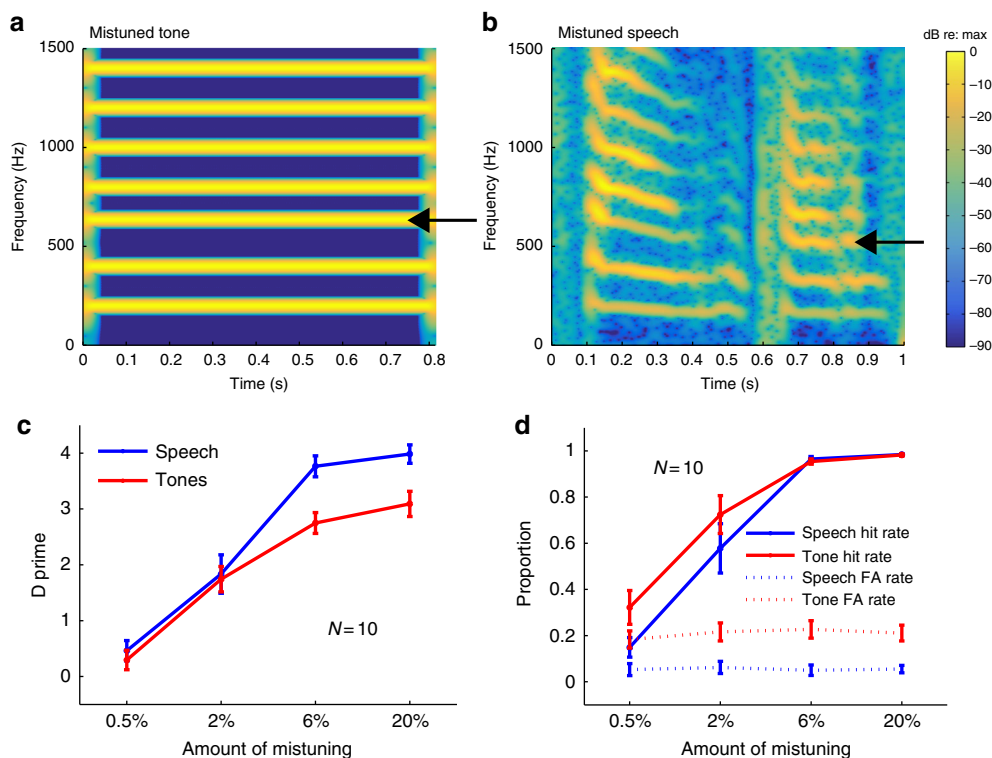 a
Mistuned tone
1500
1000
500
0
Frequency (Hz)
0 0.1 0.2 0.3 0.4 0.5 0.6 0.7 0.8
Time (s)
b
Mistuned speech
1500
1000
500
0
Frequency (Hz)
0 0.1 0.2 0.3 0.4 0.5 0.6 0.7 0.8 0.9 1
Time (s)
dB re: max
0
–10
–20
–30
–40
–50
–60
–70
–80
–90
c
Speech
Tones
4
3
2
1
0
D prime
N=10
0.5% 2% 6% 20%
Amount of mistuning
d
N=10
1
0.8
0.6
0.4
0.2
0
Proportion
Speech hit rate
Tone hit rate
Speech FA rate
Tone FA rate
0.5% 2% 6% 20%
Amount of mistuning